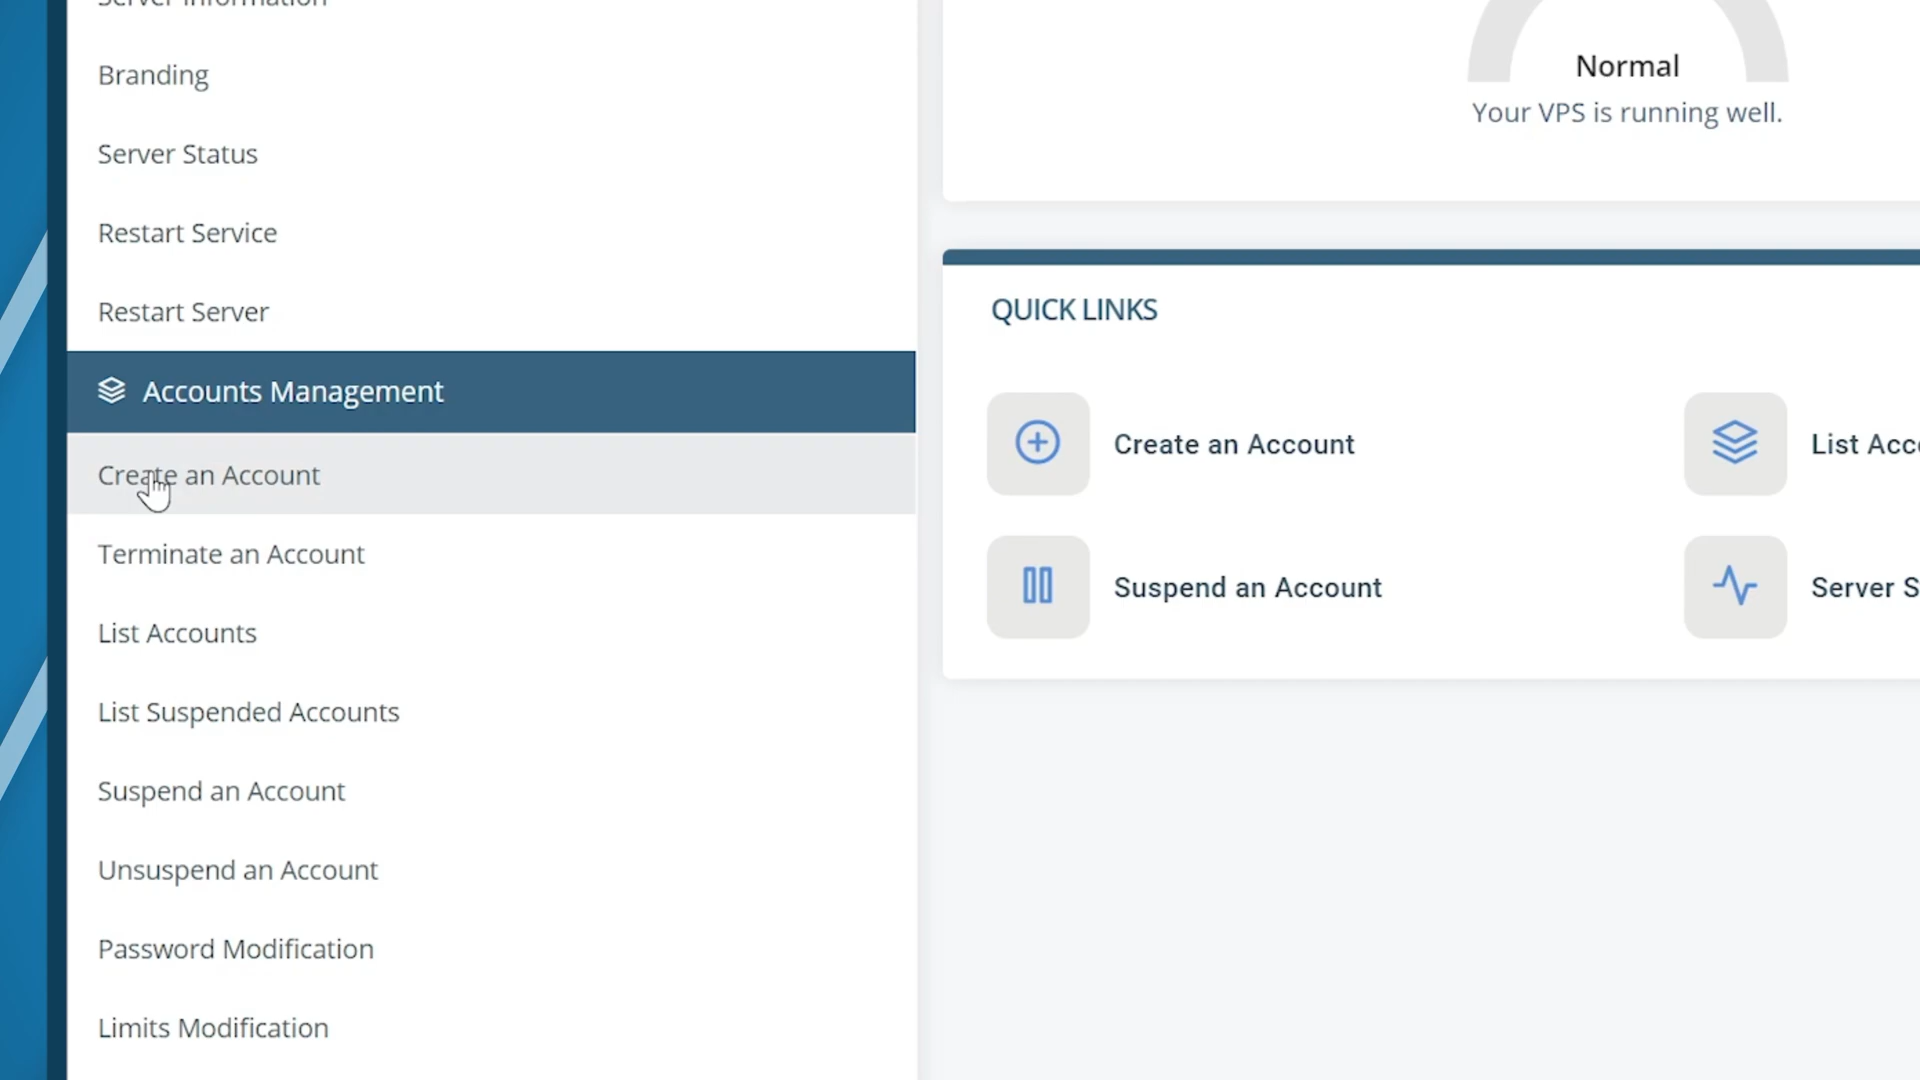 Server Information
Branding
Server Status
Restart Service
Restart Server
Accounts Management
Create an Account
Terminate an Account
List Accounts
List Suspended Accounts
Suspend an Account
Unsuspend an Account
Password Modification
Limits Modification
Normal
Your VPS is running well.
QUICK LINKS
Create an Account
List Acc
Suspend an Account
Server S